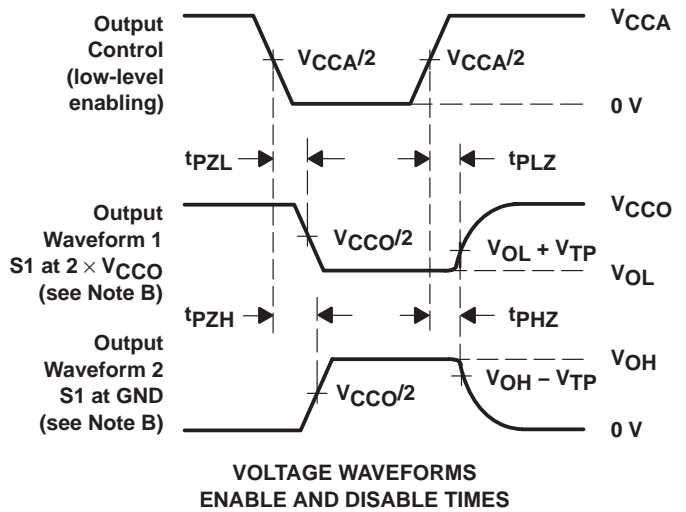 Output
Control
(low-level
enabling)
VCCA/2
VCCA/2
VCCA
0 V
tPZL
tPLZ
Output
Waveform 1
S1 at 2 × VCCO
(see Note B)
VCCO/2
VCCO
VOL + VTP
VOL
tPZH
tPHZ
Output
Waveform 2
S1 at GND
(see Note B)
VCCO/2
VOH
VOH − VTP
0 V
VOLTAGE WAVEFORMS
ENABLE AND DISABLE TIMES